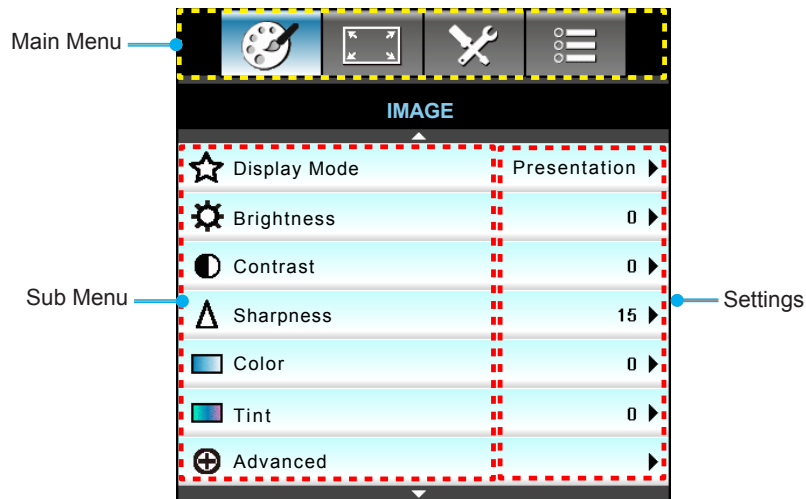 Main Menu
IMAGE
Display Mode Presentation
Brightness 0
Contrast 0
Sub Menu
Sharpness 15
Settings
Color 0
Tint 0
Advanced